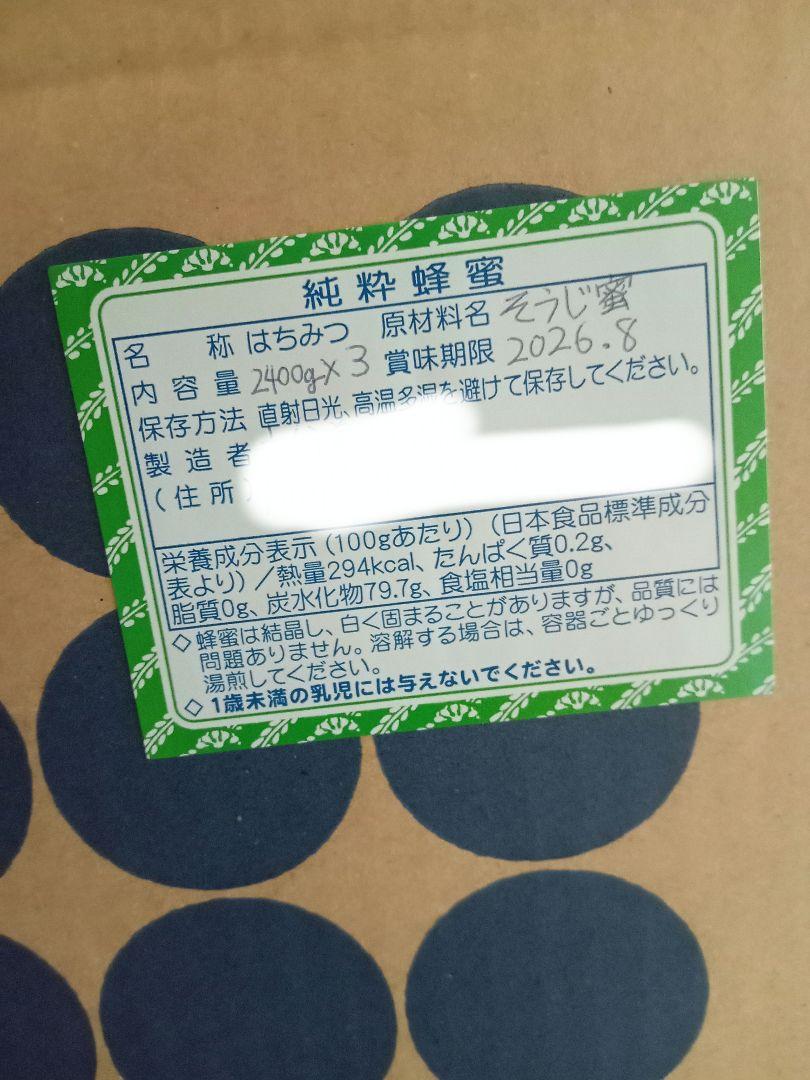 純粋蜂蜜
名称 はちみつ 原材料名 そうじ蜜
内容量 2400g×3 賞味期限 2026.8
保存方法 直射日光、高温多湿を避けて保存してください。
製造者
(住所)
栄養成分表示(100gあたり)(日本食品標準成分
表より)/熱量294kcal、たんぱく質0.2g、
脂質0g、炭水化物79.7g、食塩相当量0g
◇蜂蜜は結晶し、白く固まることがありますが、品質には
問題ありません。溶解する場合は、容器ごとゆっくり
湯煎してください。
◇1歳未満の乳児には与えないでください。